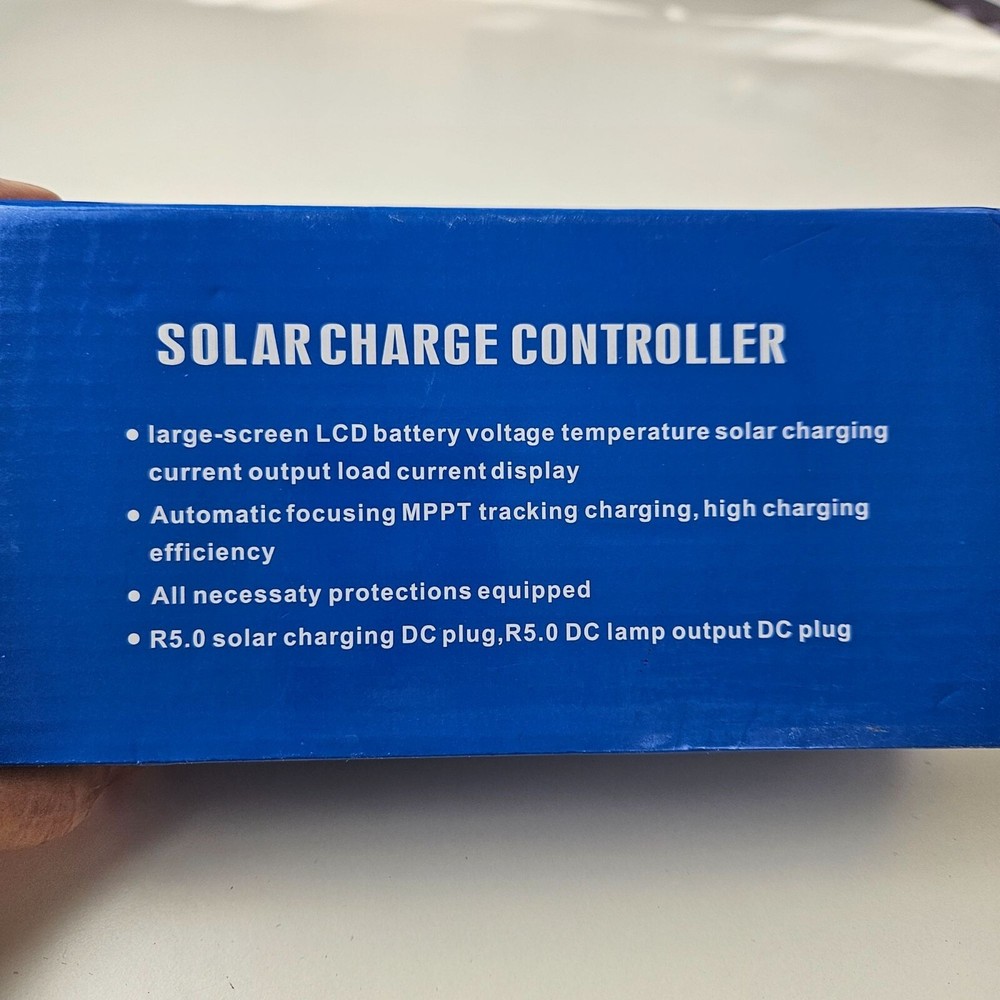 SOLAR CHARGE CONTROLLER
• large-screen LCD battery voltage temperature solar charging
current output load current display
• Automatic focusing MPPT tracking charging, high charging
efficiency
• All necessaty protections equipped
• R5.0 solar charging DC plug,R5.0 DC lamp output DC plug